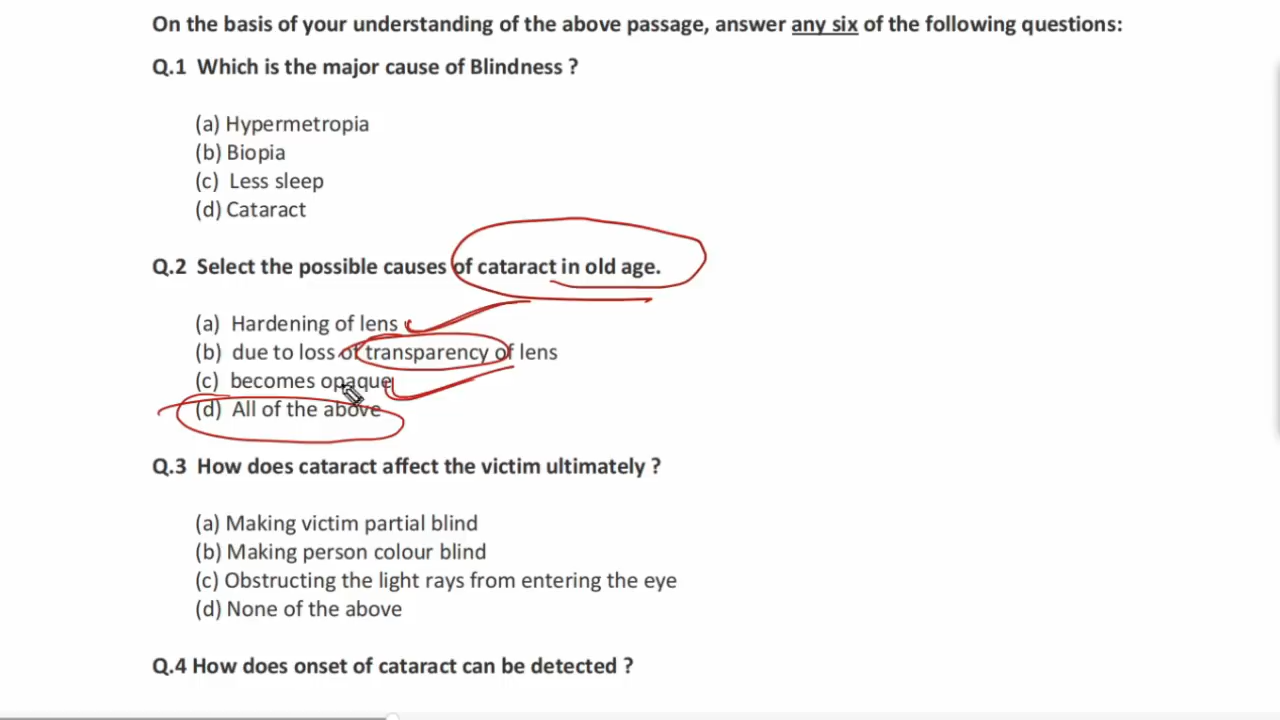 On the basis of your understanding of the above passage, answer any six of the following questions:
Q.1 Which is the major cause of Blindness ?
(a) Hypermetropia
(b) Biopia
(c) Less sleep
(d) Cataract
Q.2 Select the possible causes of cataract in old age.
(a) Hardening of lens
(b) due to loss of transparency of lens
(c) becomes opaque
(d) All of the above
Q.3 How does cataract affect the victim ultimately ?
(a) Making victim partial blind
(b) Making person colour blind
(c) Obstructing the light rays from entering the eye
(d) None of the above
Q.4 How does onset of cataract can be detected ?